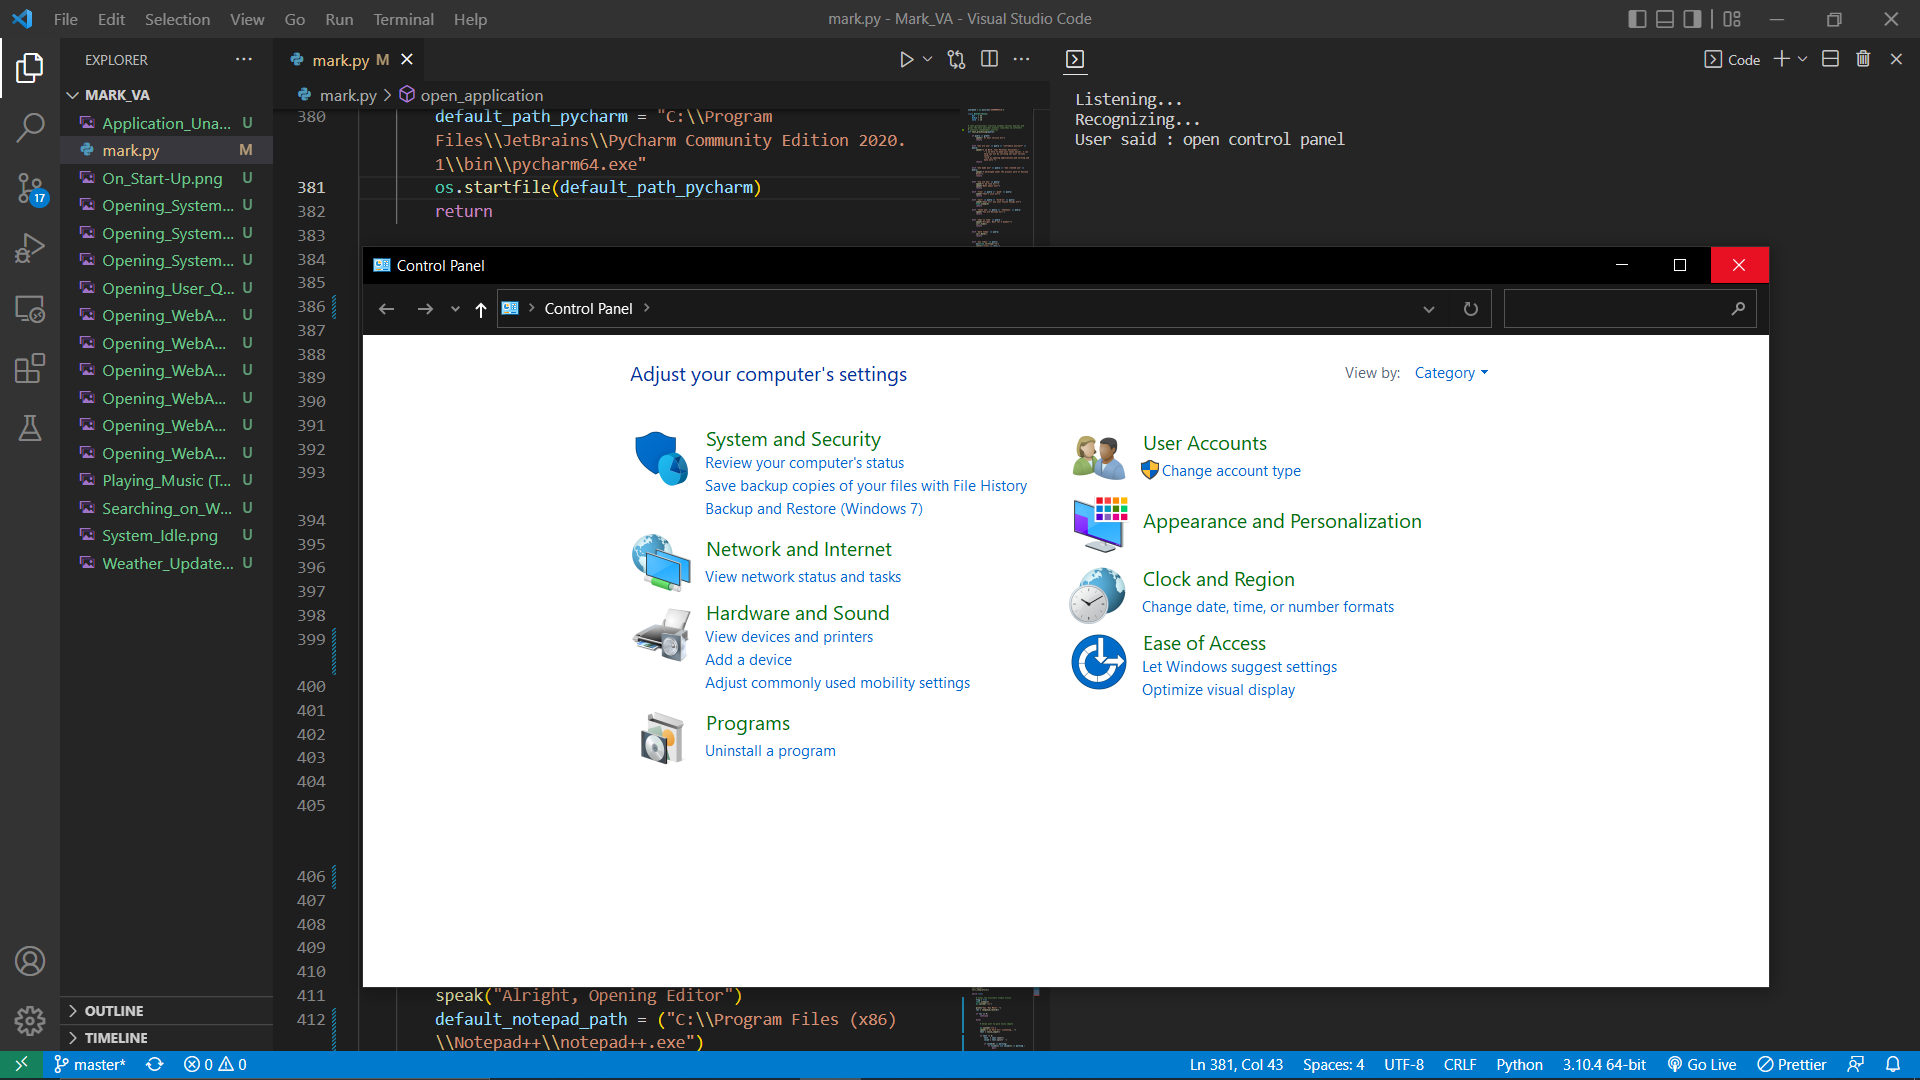 File Edit Selection View Go Run Terminal Help
mark.py - Mark_VA - Visual Studio Code
EXPLORER
MARK_VA
Application_Una... U
mark.py M
On_Start-Up.png U
Opening_System... U
Opening_System... U
Opening_System... U
Opening_User_Q... U
Opening_WebA... U
Opening_WebA... U
Opening_WebA... U
Opening_WebA... U
Opening_WebA... U
Opening_WebA... U
Playing_Music (T... U
Searching_on_W... U
System_Idle.png U
Weather_Update... U
OUTLINE
TIMELINE
17
mark.py M
mark.py > open_application
380 default_path_pycharm = "C:\\Program
Files\\JetBrains\\PyCharm Community Edition 2020.
1\\bin\\pycharm64.exe"
381 os.startfile(default_path_pycharm)
382 return
383
384
385
386
387
388
389
390
391
392
393
394
395
396
397
398
399
400
401
402
403
404
405
406
407
408
409
410
411 speak("Alright, Opening Editor")
412 default_notepad_path = ("C:\\Program Files (x86)
\\Notepad++\\notepad++.exe")
Code
Listening...
Recognizing...
User said : open control panel
Control Panel
Control Panel
Adjust your computer's settings
View by: Category
System and Security
Review your computer's status
Save backup copies of your files with File History
Backup and Restore (Windows 7)
Network and Internet
View network status and tasks
Hardware and Sound
View devices and printers
Add a device
Adjust commonly used mobility settings
Programs
Uninstall a program
User Accounts
Change account type
Appearance and Personalization
Clock and Region
Change date, time, or number formats
Ease of Access
Let Windows suggest settings
Optimize visual display
master* 0 0
Ln 381, Col 43 Spaces: 4 UTF-8 CRLF Python 3.10.4 64-bit Go Live Prettier